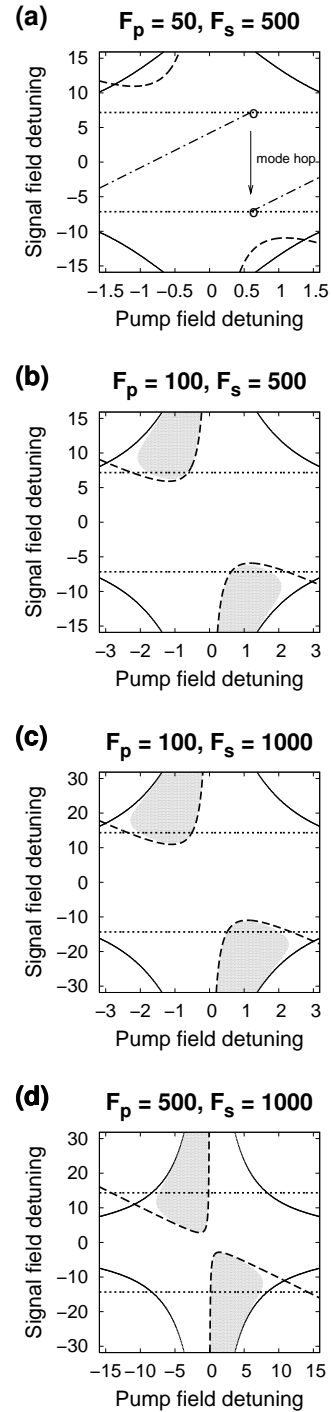 (a)
F_p = 50, F_s = 500
Signal field detuning
15
10
5
0
−5
−10
−15
mode hop
−1.5 −1 −0.5 0 0.5 1 1.5
Pump field detuning
(b)
F_p = 100, F_s = 500
Signal field detuning
15
10
5
0
−5
−10
−15
−3 −2 −1 0 1 2 3
Pump field detuning
(c)
F_p = 100, F_s = 1000
Signal field detuning
30
20
10
0
−10
−20
−30
−3 −2 −1 0 1 2 3
Pump field detuning
(d)
F_p = 500, F_s = 1000
Signal field detuning
30
20
10
0
−10
−20
−30
−15 −10 −5 0 5 10 15
Pump field detuning